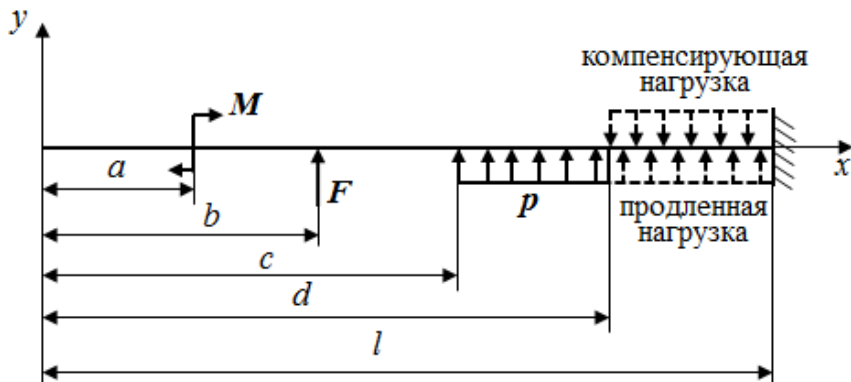 y
компенсирующая
нагрузка
M
a
x
F
p
b
продленная
нагрузка
c
d
l